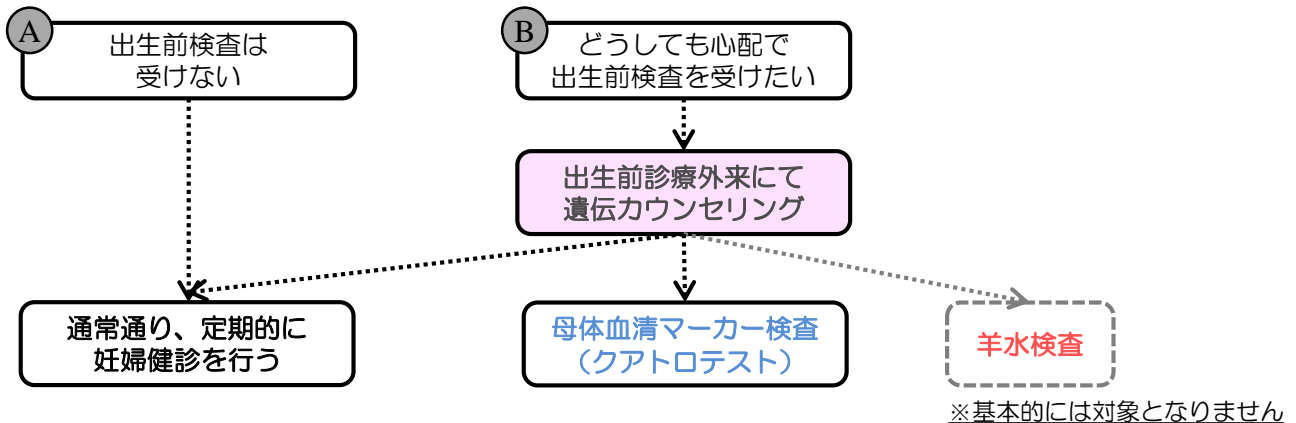 A
出生前検査は
受けない
B
どうしても心配で
出生前検査を受けたい
出生前診療外来にて
遺伝カウンセリング
通常通り、定期的に
妊婦健診を行う
母体血清マーカー検査
（クアトロテスト）
羊水検査
※基本的には対象となりません